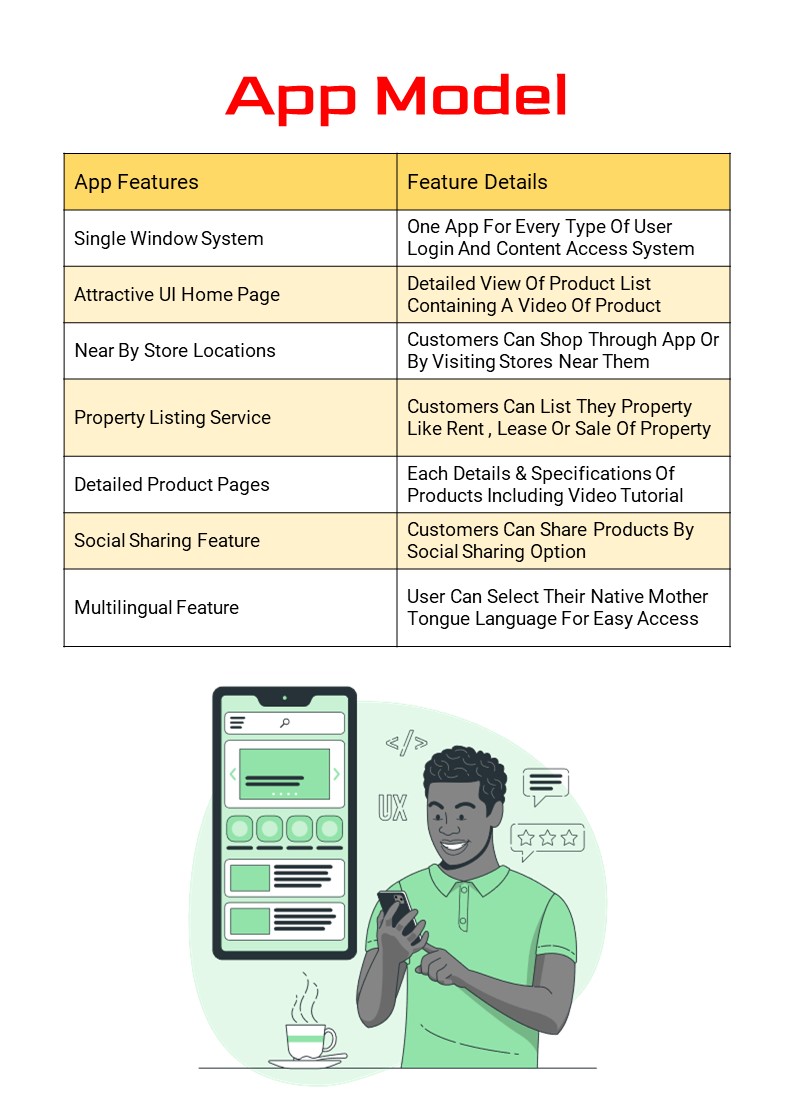 App Model
App Features
Feature Details
Single Window System
One App For Every Type Of User
Login And Content Access System
Attractive UI Home Page
Detailed View Of Product List
Containing A Video Of Product
Near By Store Locations
Customers Can Shop Through App Or
By Visiting Stores Near Them
Property Listing Service
Customers Can List They Property
Like Rent , Lease Or Sale Of Property
Detailed Product Pages
Each Details & Specifications Of
Products Including Video Tutorial
Social Sharing Feature
Customers Can Share Products By
Social Sharing Option
Multilingual Feature
User Can Select Their Native Mother
Tongue Language For Easy Access
</>
UX